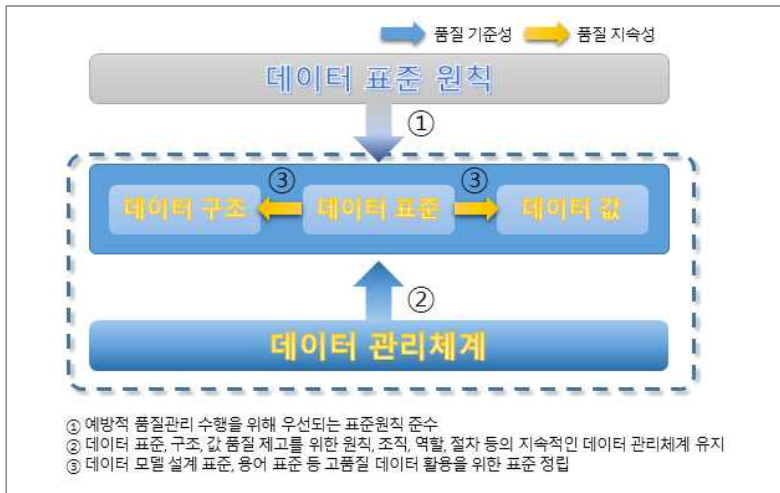 품질 기준성 품질 지속성
데이터 표준 원칙
①
③ ③
데이터 구조 데이터 표준 데이터 값
②
데이터 관리체계
① 예방적 품질관리 수행을 위해 우선되는 표준원칙 준수
② 데이터 표준, 구조, 값 품질 제고를 위한 원칙, 조직, 역할, 절차 등의 지속적인 데이터 관리체계 유지
③ 데이터 모델 설계 표준, 용어 표준 등 고품질 데이터 활용을 위한 표준 정립